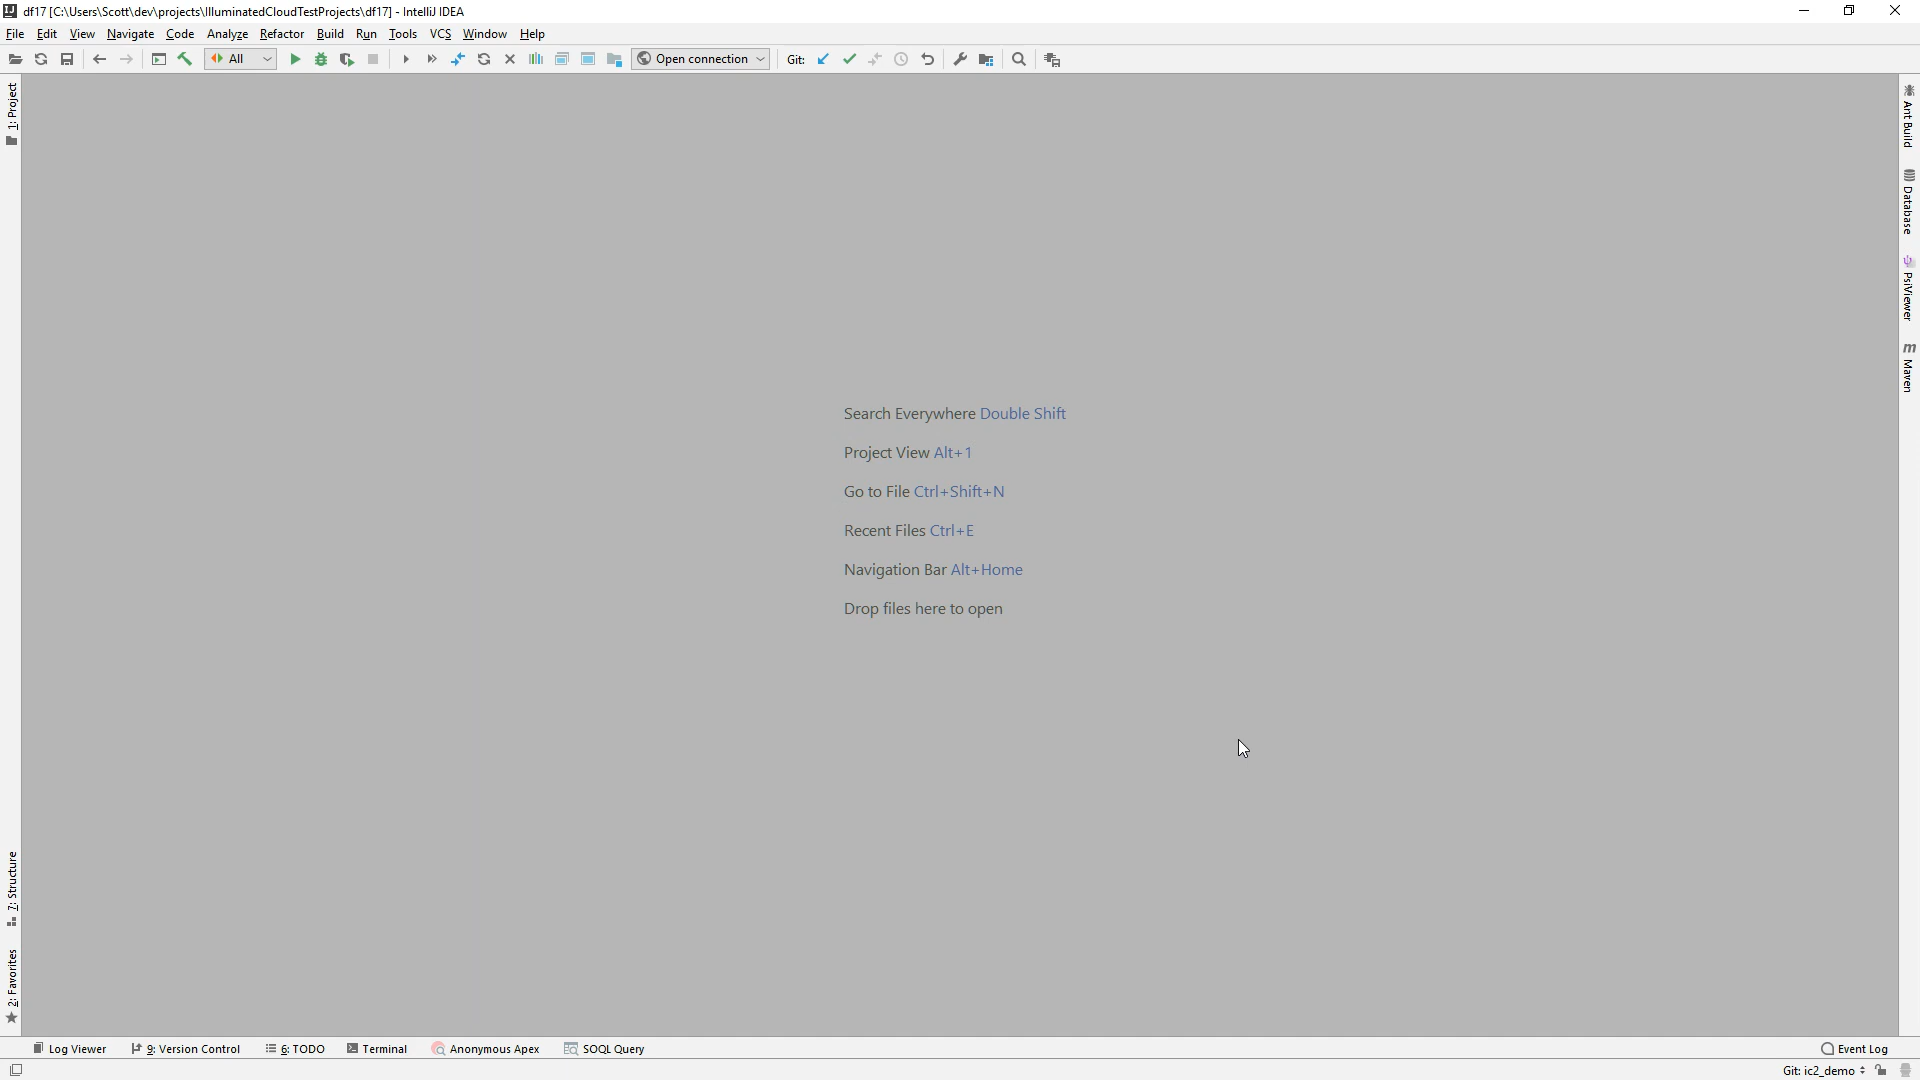 df17 [C:\Users\Scott\dev\projects\IlluminatedCloudTestProjects\df17] - IntelliJ IDEA
File Edit View Navigate Code Analyze Refactor Build Run Tools VCS Window Help
All Open connection Git:
1: Project
7: Structure
2: Favorites
Search Everywhere Double Shift
Project View Alt+1
Go to File Ctrl+Shift+N
Recent Files Ctrl+E
Navigation Bar Alt+Home
Drop files here to open
Ant Build
Database
PsiViewer
Maven
Log Viewer 9: Version Control 6: TODO Terminal Anonymous Apex SOQL Query Event Log
Git: ic2_demo